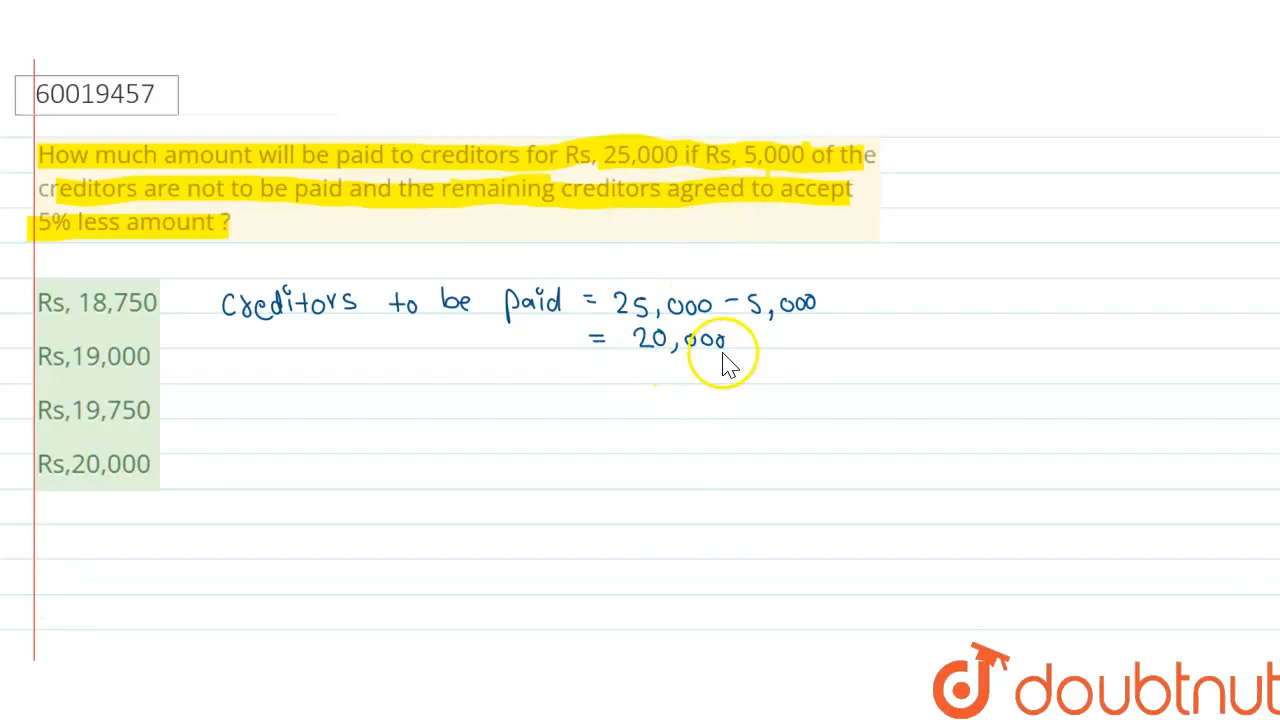 60019457
How much amount will be paid to creditors for Rs, 25,000 if Rs, 5,000 of the
creditors are not to be paid and the remaining creditors agreed to accept
5% less amount ?
Rs, 18,750
Creditors to be paid = 25,000 - 5,000
= 20,000
Rs,19,000
Rs,19,750
Rs,20,000
doubtnut